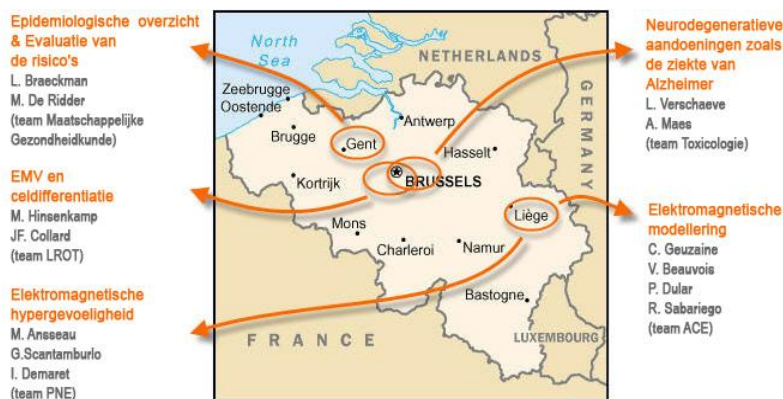 Epidemiologische overzicht
& Evaluatie van
de risico's
L. Braeckman
M. De Ridder
(team Maatschappelijke
Gezondheidkunde)
EMV en
celdifferentiatie
M. Hinsenkamp
JF. Collard
(team LROT)
Elektromagnetische
hypergevoeligheid
M. Ansseau
G.Scantamburlo
I. Demaret
(team PNE)
North
Sea
NETHERLANDS
Zeebrugge
Oostende
Antwerp
Brugge
Gent
Hasselt
GERMANY
Kortrijk
BRUSSELS
Liège
Mons
Charleroi
Namur
Bastogne
FRANCE
LUXEMBOURG
Neurodegeneratieve
aandoeningen zoals
de ziekte van
Alzheimer
L. Verschaeve
A. Maes
(team Toxicologie)
Elektromagnetische
modellering
C. Geuzaine
V. Beauvois
P. Dular
R. Sabariego
(team ACE)